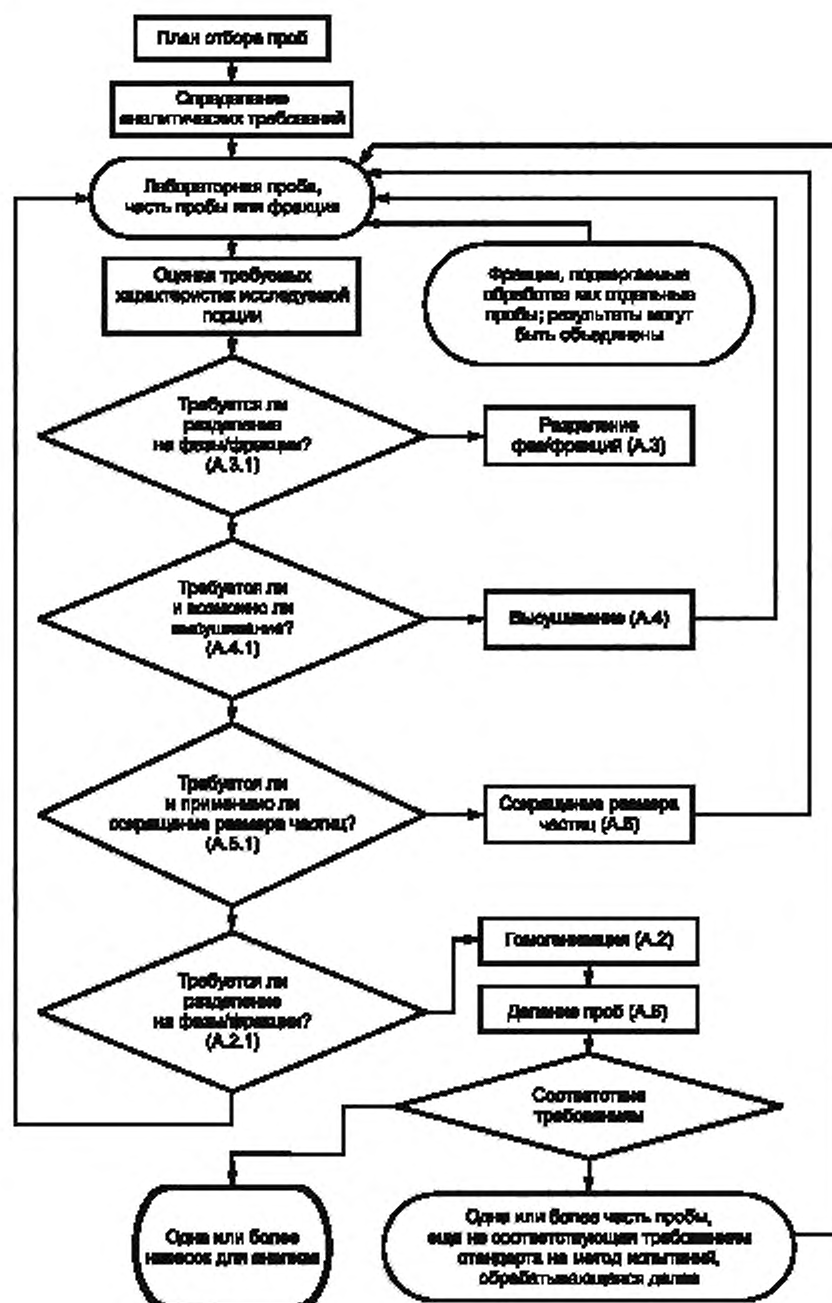 План отбора проб
Определение
аналитических требований
Лабораторная проба,
часть пробы или фракция
Оценка требуемых
характеристик исследуемой
порции
Фракции, подвергаемые
обработке как отдельные
пробы; результаты могут
быть объединены
Требуется ли
разделение
на фазы/фракции?
(А.3.1)
Разделение
фаз/фракций (А.3)
Требуется ли
и возможно ли
высушивание?
(А.4.1)
Высушивание (А.4)
Требуется ли
и применимо ли
сокращение размера частиц?
(А.5.1)
Сокращение размера
частиц (А.5)
Требуется ли
разделение
на фазы/фракции?
(А.2.1)
Гомогенизация (А.2)
Деление проб (А.6)
Соответствие
требованиям
Одна или более
навесок для анализа
Одна или более часть пробы,
еще не соответствующая требованиям
стандарта на метод испытаний,
обрабатывающаяся далее